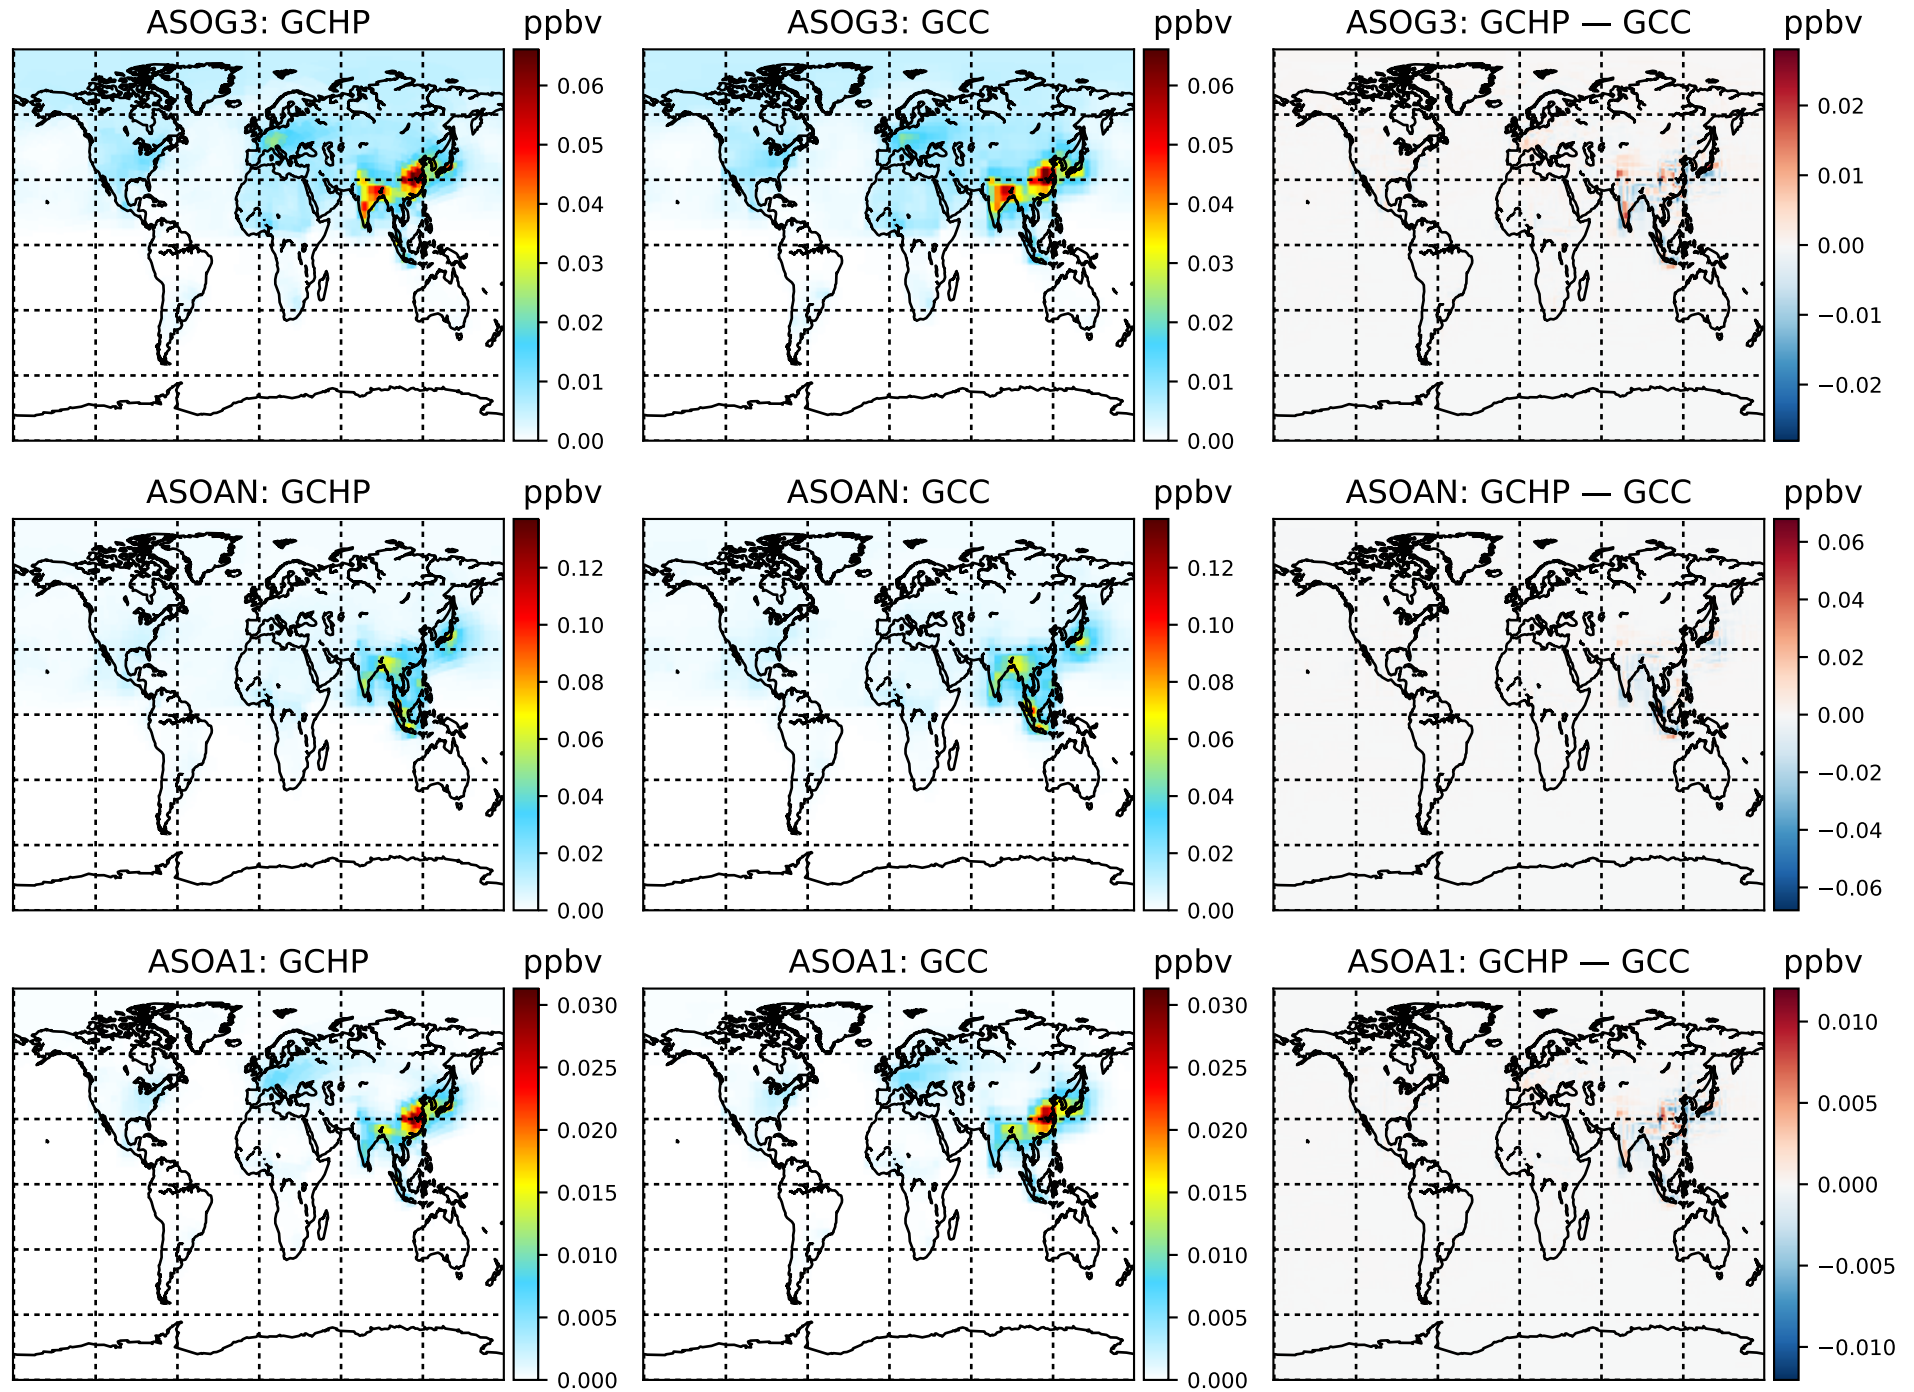 ASOG3: GCHP ppbv ASOG3: GCC ppbv ASOG3: GCHP — GCC ppbv
0.06 0.06 0.02
0.05 0.05 0.01
0.04 0.04 0.00
0.03 0.03 −0.01
0.02 0.02 −0.02
0.01 0.01
0.00 0.00
ASOAN: GCHP ppbv ASOAN: GCC ppbv ASOAN: GCHP — GCC ppbv
0.12 0.12 0.06
0.10 0.10 0.04
0.08 0.08 0.02
0.06 0.06 0.00
0.04 0.04 −0.02
0.02 0.02 −0.04
0.00 0.00 −0.06
ASOA1: GCHP ppbv ASOA1: GCC ppbv ASOA1: GCHP — GCC ppbv
0.030 0.030 0.010
0.025 0.025 0.005
0.020 0.020 0.000
0.015 0.015 −0.005
0.010 0.010 −0.010
0.005 0.005
0.000 0.000